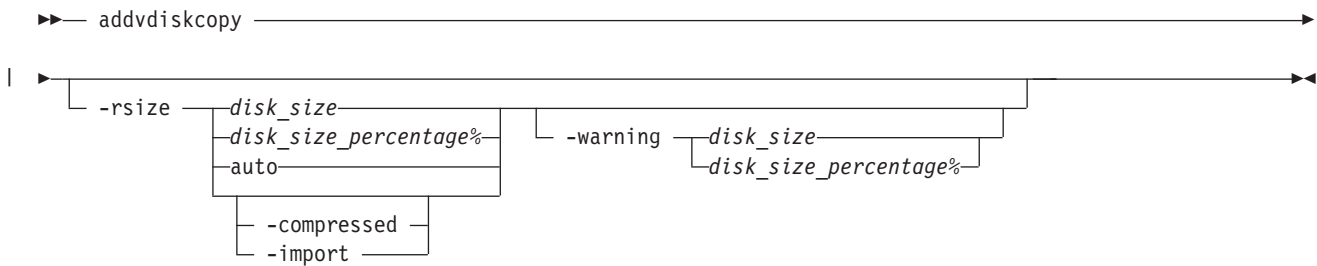 addvdiskcopy
|
-rsize disk_size
disk_size_percentage% -warning disk_size
auto disk_size_percentage%
-compressed
-import